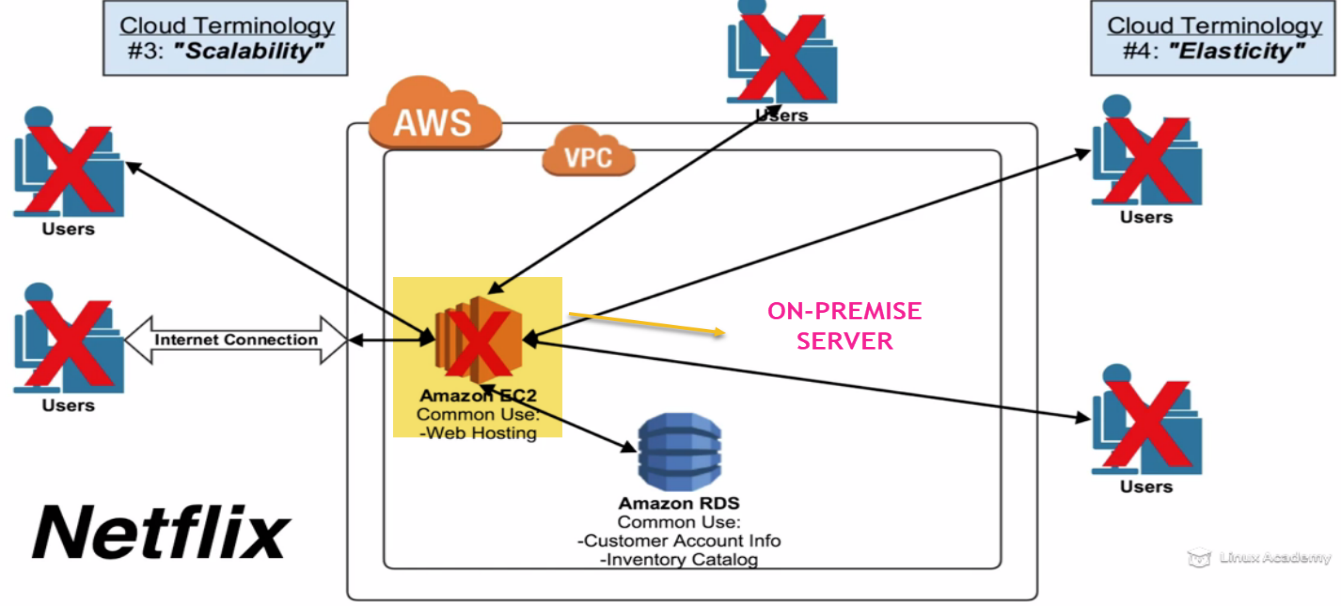 Cloud Terminology
#3: "Scalability"
Cloud Terminology
#4: "Elasticity"
Users
AWS
VPC
Users
Users
Internet Connection
Users
ON-PREMISE
SERVER
Amazon EC2
Common Use:
-Web Hosting
Users
Amazon RDS
Common Use:
-Customer Account Info
-Inventory Catalog
Netflix
Linux Academy